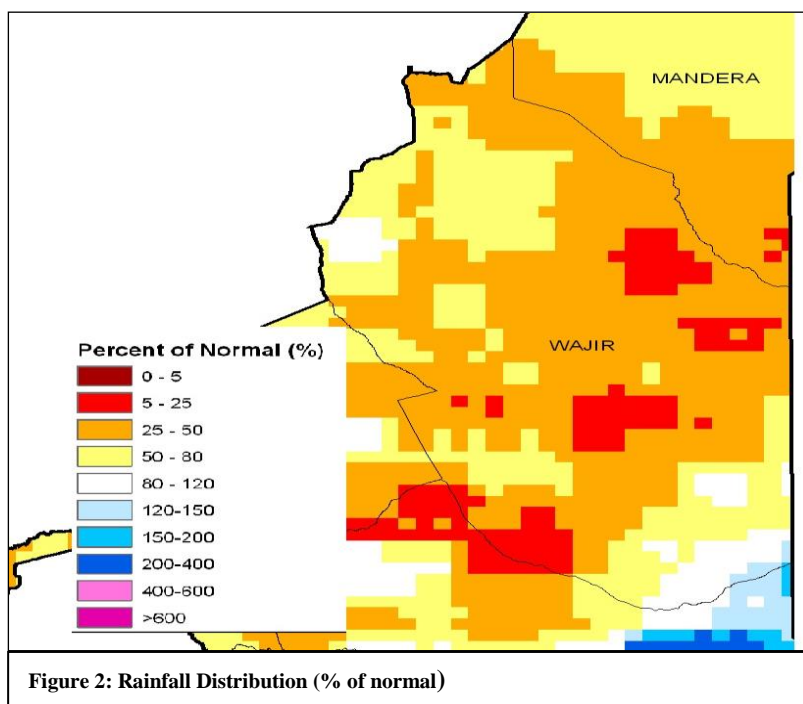 MANDERA
WAJIR
Percent of Normal (%)
0 - 5
5 - 25
25 - 50
50 - 80
80 - 120
120-150
150-200
200-400
400-600
>600
Figure 2: Rainfall Distribution (% of normal)